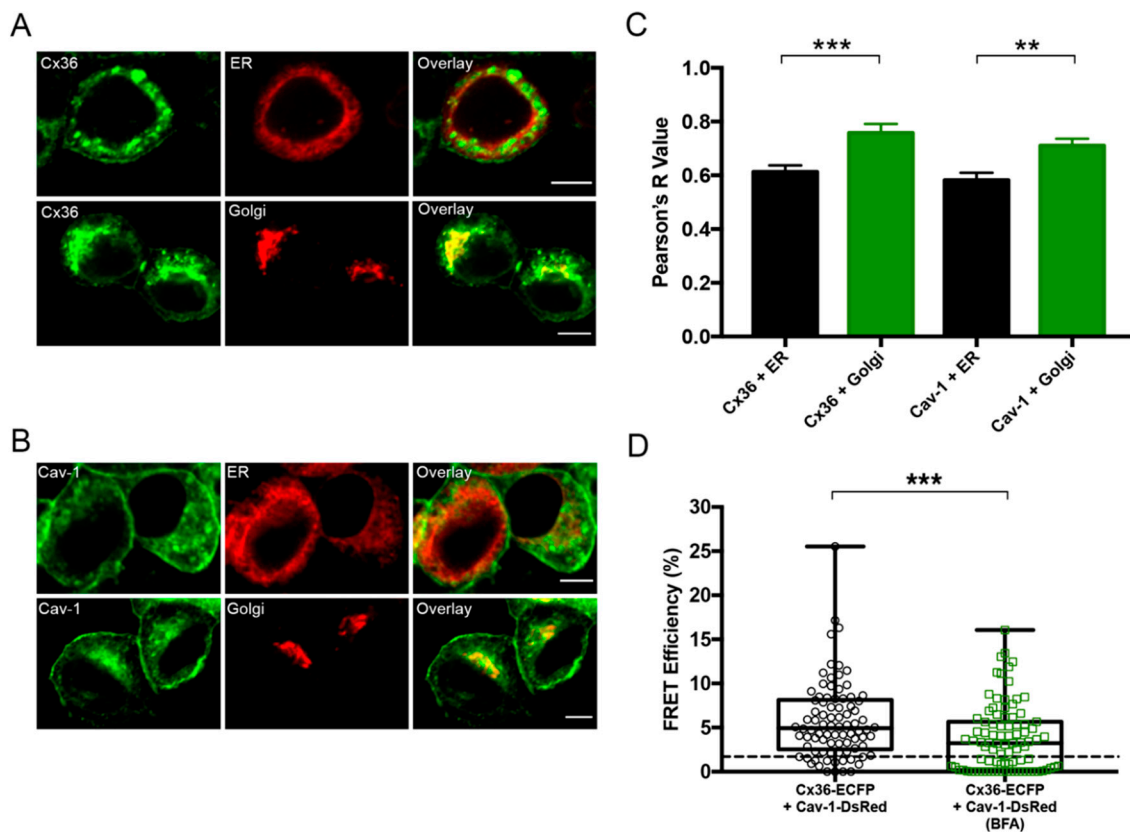 A
Cx36
ER
Overlay
Cx36
Golgi
Overlay
B
Cav-1
ER
Overlay
Cav-1
Golgi
Overlay
C
***
**
Pearson's R Value
1.0
0.8
0.6
0.4
0.2
0.0
Cx36 + ER
Cx36 + Golgi
Cav-1 + ER
Cav-1 + Golgi
D
***
FRET Efficiency (%)
30
25
20
15
10
5
0
Cx36-ECFP
+ Cav-1-DsRed
Cx36-ECFP
+ Cav-1-DsRed
(BFA)